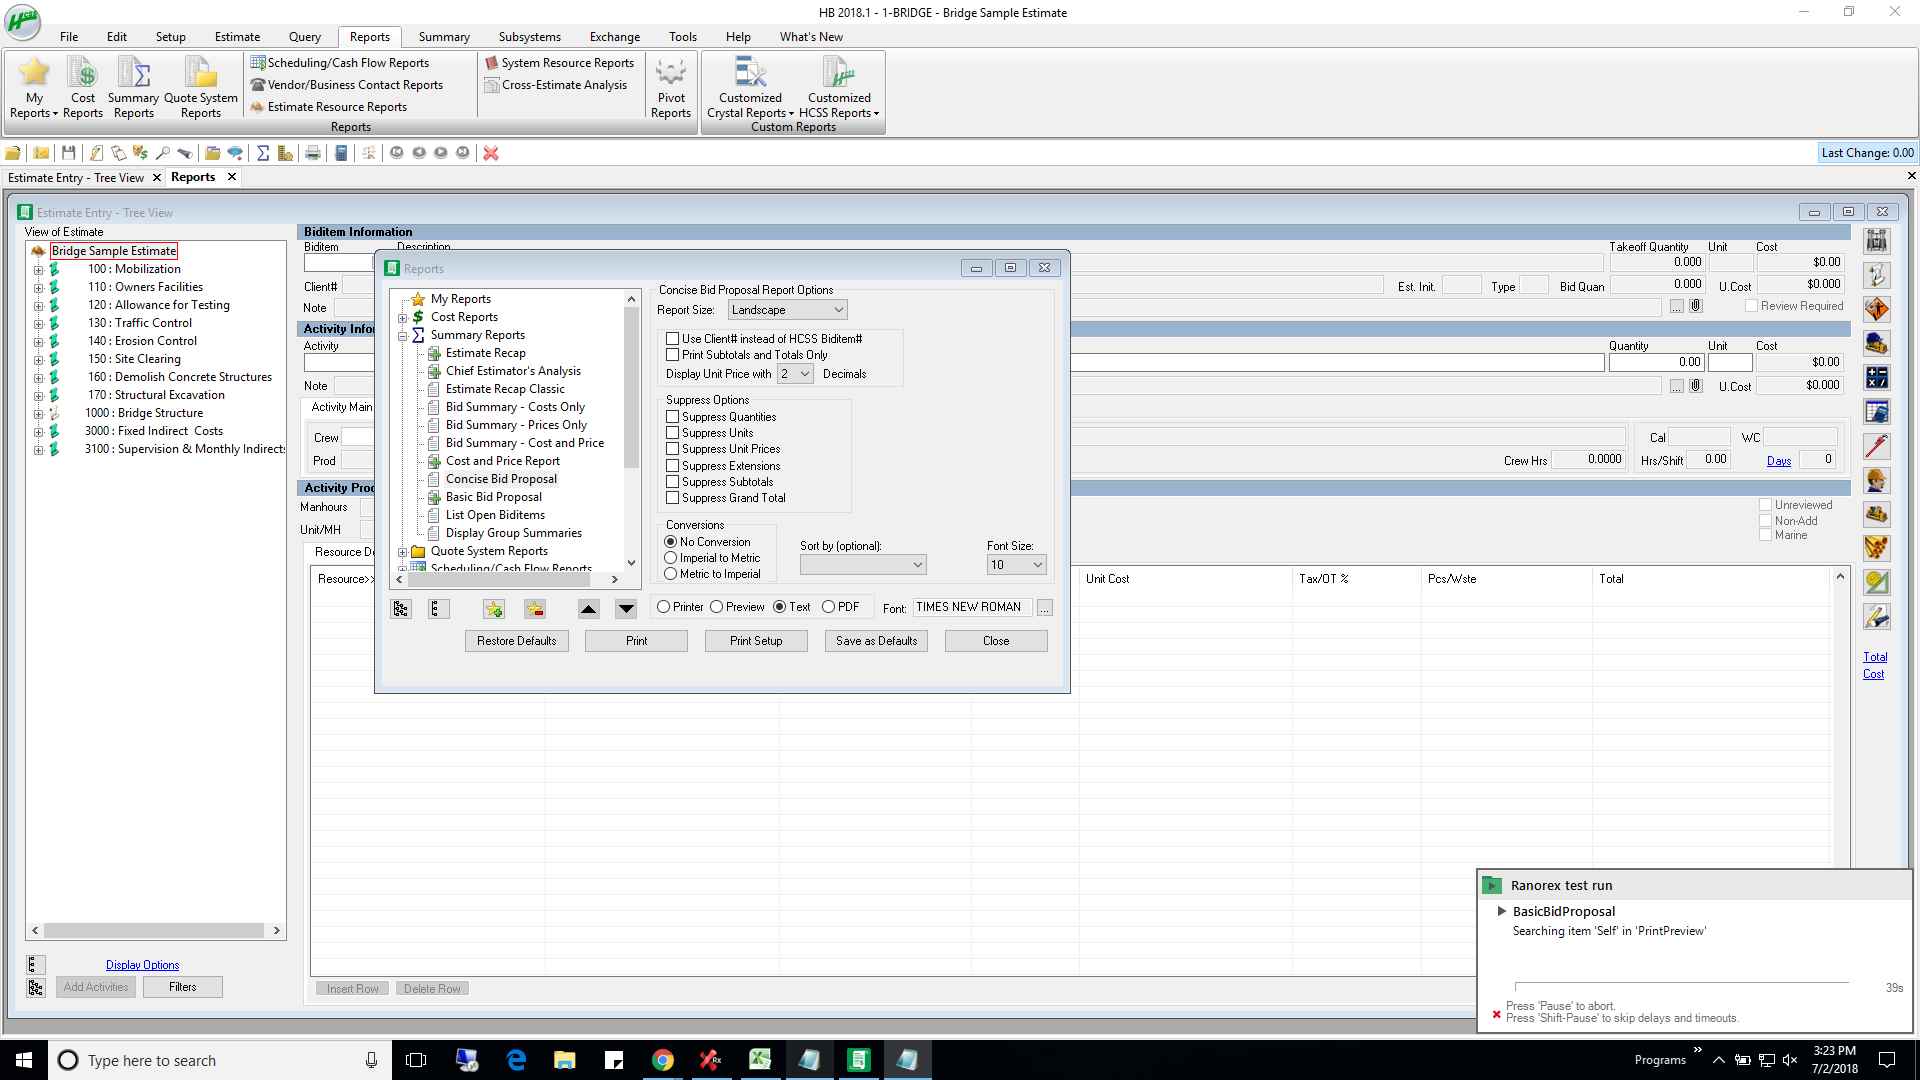 HCSS
HB 2018.1 - 1-BRIDGE - Bridge Sample Estimate
File Edit Setup Estimate Query Reports Summary Subsystems Exchange Tools Help What's New
My Reports
Cost Reports
Summary Reports
Quote System Reports
Scheduling/Cash Flow Reports
Vendor/Business Contact Reports
Estimate Resource Reports
System Resource Reports
Cross-Estimate Analysis
Pivot Reports
Customized Crystal Reports
Customized HCSS Reports
Reports
Custom Reports
Last Change: 0.00
Estimate Entry - Tree View Reports
Estimate Entry - Tree View
View of Estimate
Bridge Sample Estimate
100 : Mobilization
110 : Owners Facilities
120 : Allowance for Testing
130 : Traffic Control
140 : Erosion Control
150 : Site Clearing
160 : Demolish Concrete Structures
170 : Structural Excavation
1000 : Bridge Structure
3000 : Fixed Indirect Costs
3100 : Supervision & Monthly Indirects
Display Options
Add Activities Filters
Biditem Information
Biditem Description Takeoff Quantity Unit Cost
0.000 $0.00
Client# Est. Init. Type Bid Quan 0.000 U.Cost $0.000
Note ... Review Required
Activity Infor
Activity Quantity Unit Cost
0.00 $0.00
Note ... U.Cost $0.000
Activity Main
Crew Cal WC
Prod Crew Hrs 0.0000 Hrs/Shift 0.00 Days 0
Activity Proc
Manhours
Unit/MH
Unreviewed
Non-Add
Marine
Resource De
Resource>> Unit Cost Tax/OT % Pcs/Wste Total
Insert Row Delete Row
Total
Cost
Reports
My Reports
Cost Reports
Summary Reports
Estimate Recap
Chief Estimator's Analysis
Estimate Recap Classic
Bid Summary - Costs Only
Bid Summary - Prices Only
Bid Summary - Cost and Price
Cost and Price Report
Concise Bid Proposal
Basic Bid Proposal
List Open Biditems
Display Group Summaries
Quote System Reports
Scheduling/Cash Flow Reports
Concise Bid Proposal Report Options
Report Size: Landscape
Use Client# instead of HCSS Biditem#
Print Subtotals and Totals Only
Display Unit Price with 2 Decimals
Suppress Options
Suppress Quantities
Suppress Units
Suppress Unit Prices
Suppress Extensions
Suppress Subtotals
Suppress Grand Total
Conversions
No Conversion
Imperial to Metric
Metric to Imperial
Sort by (optional):
Font Size:
10
Printer Preview Text PDF Font: TIMES NEW ROMAN ...
Restore Defaults Print Print Setup Save as Defaults Close
Ranorex test run
BasicBidProposal
Searching item 'Self' in 'PrintPreview'
39s
Press 'Pause' to abort.
Press 'Shift-Pause' to skip delays and timeouts.
Type here to search
Programs
3:23 PM
7/2/2018